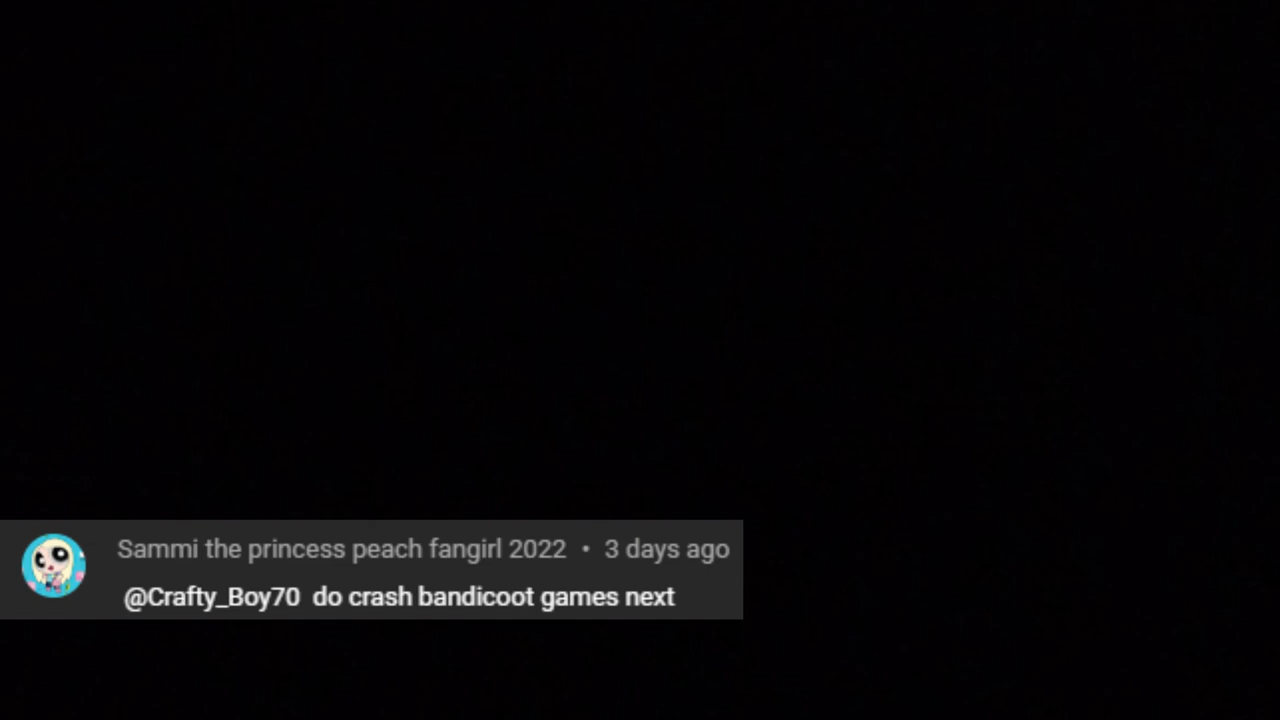 Sammi the princess peach fangirl 2022 • 3 days ago
@Crafty_Boy70 do crash bandicoot games next